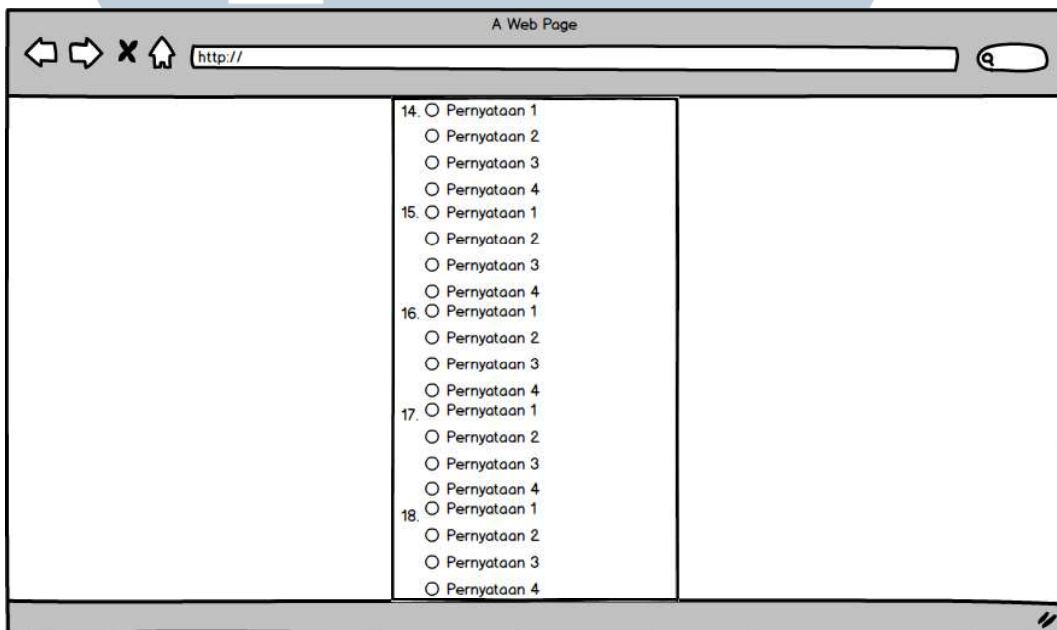 A Web Page
http://
14. Pernyataan 1
Pernyataan 2
Pernyataan 3
Pernyataan 4
15. Pernyataan 1
Pernyataan 2
Pernyataan 3
Pernyataan 4
16. Pernyataan 1
Pernyataan 2
Pernyataan 3
Pernyataan 4
17. Pernyataan 1
Pernyataan 2
Pernyataan 3
Pernyataan 4
18. Pernyataan 1
Pernyataan 2
Pernyataan 3
Pernyataan 4